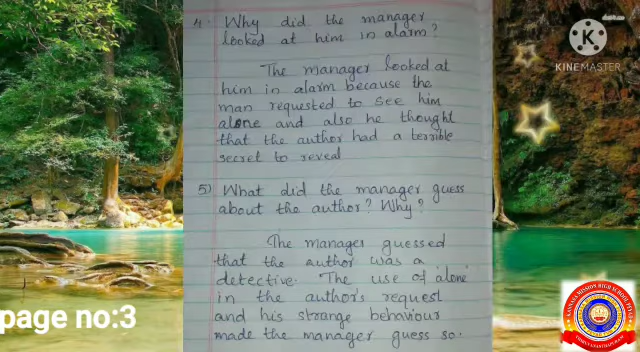 4. Why did the manager
looked at him in alarm?
The manager looked at
him in alarm because the
man requested to see him
alone and also he thought
that the author had a terrible
secret to reveal
5) What did the manager guess
about the author? Why?
The manager guessed
that the author was a
detective. The use of 'alone'
in the author's request
and his strange behaviour
made the manager guess so.
page no:3
KINEMASTER